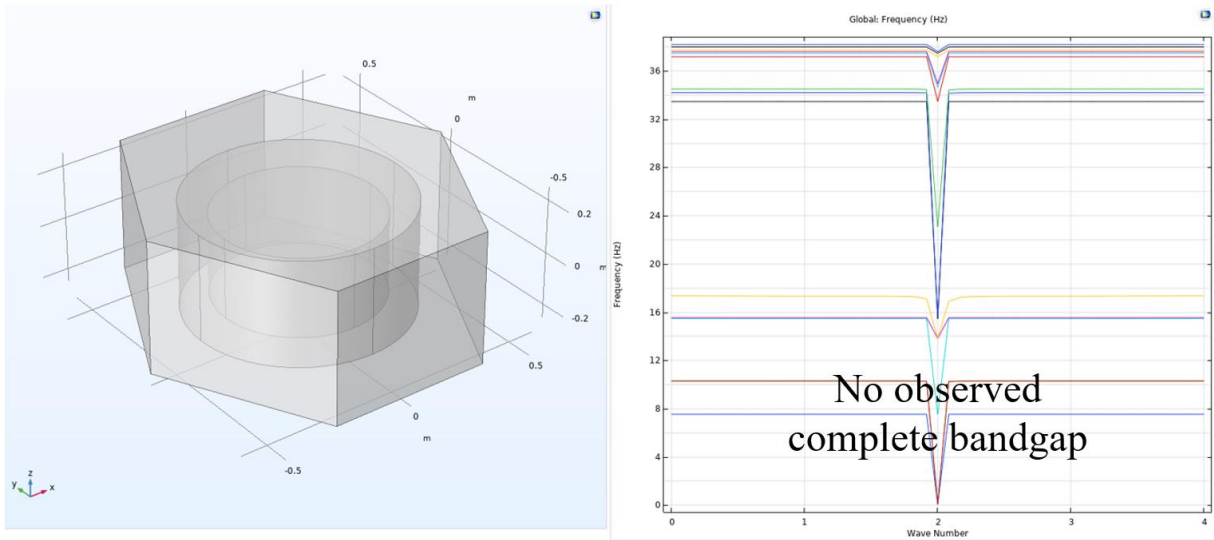 0.5
m
0
-0.5
0.2
0
m
-0.2
0.5
0
m
-0.5
z
y
x
Global: Frequency (Hz)
Frequency (Hz)
36
32
28
24
20
16
12
8
4
0
No observed
complete bandgap
0 1 2 3 4
Wave Number